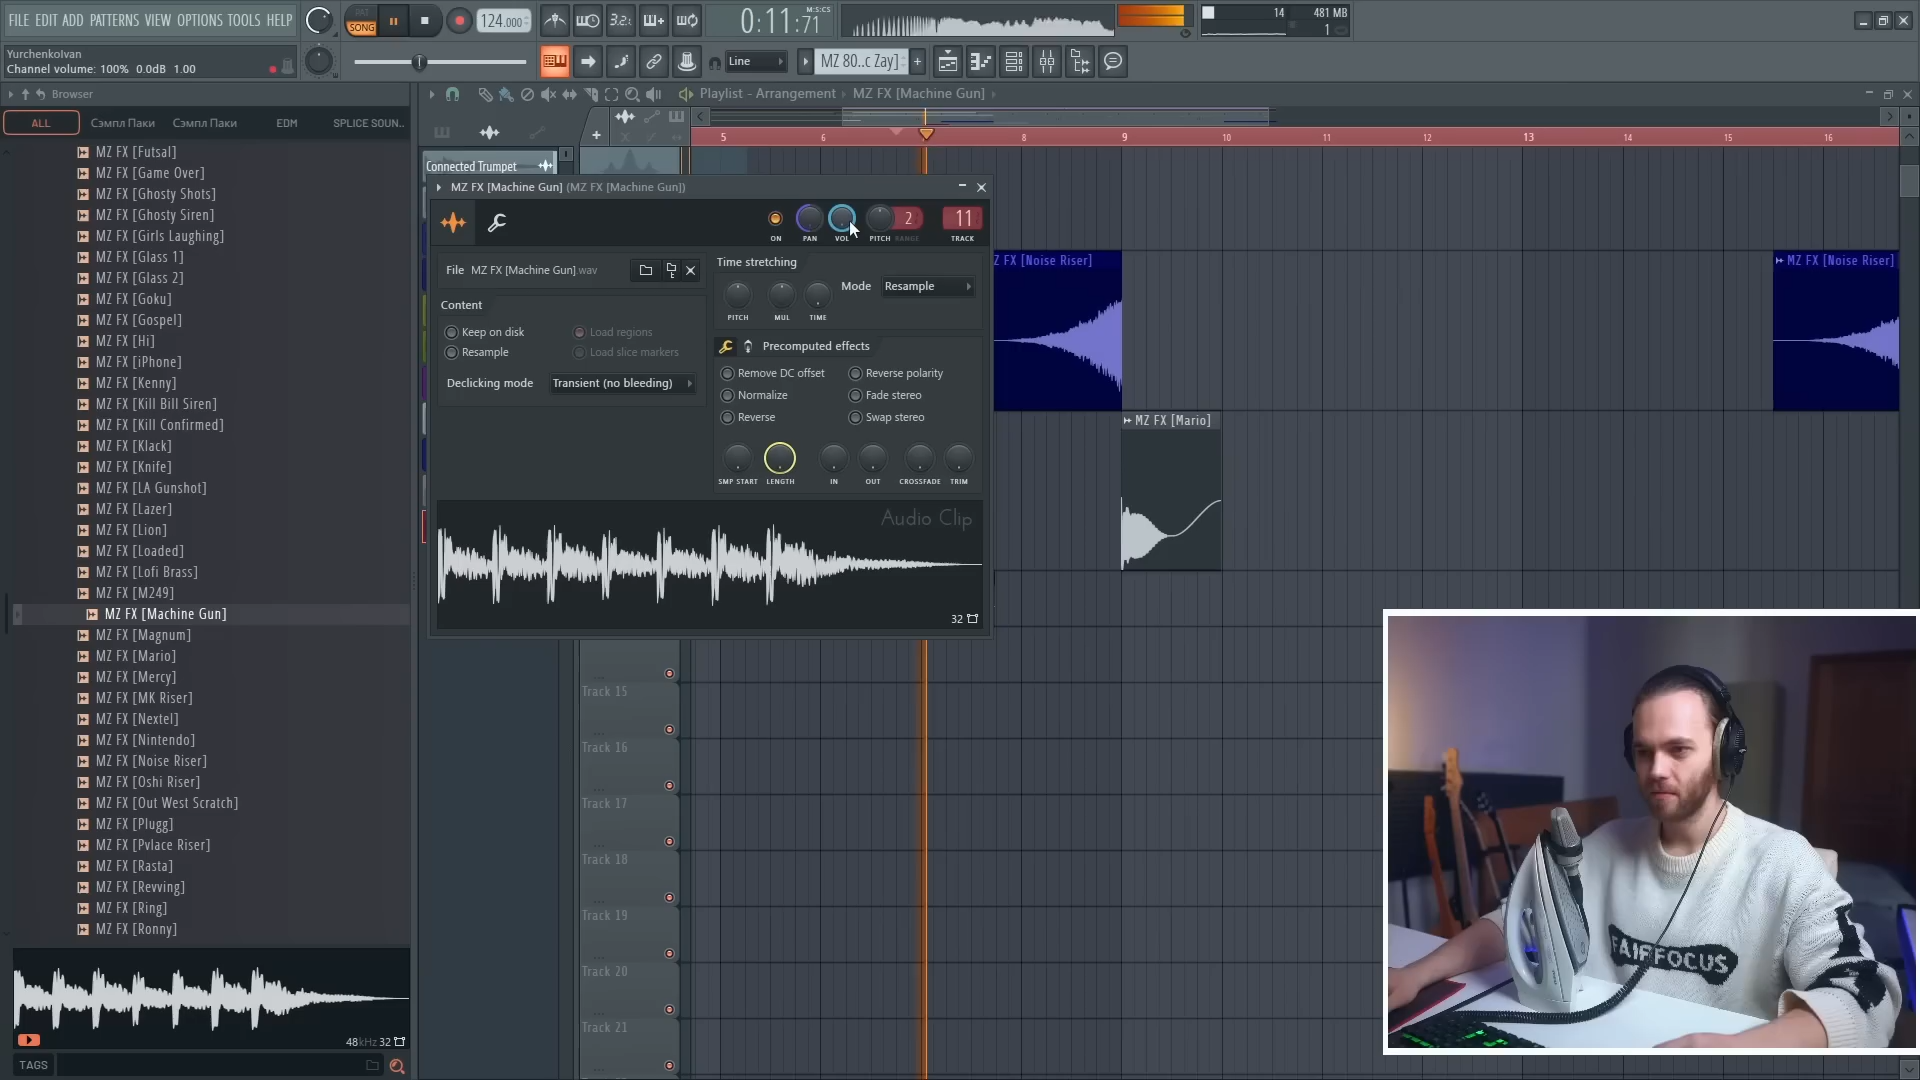 FILE EDIT ADD PATTERNS VIEW OPTIONS TOOLS HELP
PAT
SONG
124.000
3.2.
0:11:71
M:S:CS
14
481 MB
1
YurchenkoIvan
Channel volume: 100% 0.0dB 1.00
Line
MZ 80..c Zay]
Browser
Playlist - Arrangement
MZ FX [Machine Gun]
ALL
Сэмпл Паки
Сэмпл Паки
EDM
SPLICE SOUN..
5
6
8
9
10
11
12
13
14
15
16
MZ FX [Futsal]
MZ FX [Game Over]
MZ FX [Ghosty Shots]
MZ FX [Ghosty Siren]
MZ FX [Girls Laughing]
MZ FX [Glass 1]
MZ FX [Glass 2]
MZ FX [Goku]
MZ FX [Gospel]
MZ FX [Hi]
MZ FX [iPhone]
MZ FX [Kenny]
MZ FX [Kill Bill Siren]
MZ FX [Kill Confirmed]
MZ FX [Klack]
MZ FX [Knife]
MZ FX [LA Gunshot]
MZ FX [Lazer]
MZ FX [Lion]
MZ FX [Loaded]
MZ FX [Lofi Brass]
MZ FX [M249]
MZ FX [Machine Gun]
MZ FX [Magnum]
MZ FX [Mario]
MZ FX [Mercy]
MZ FX [MK Riser]
MZ FX [Nextel]
MZ FX [Nintendo]
MZ FX [Noise Riser]
MZ FX [Oshi Riser]
MZ FX [Out West Scratch]
MZ FX [Plugg]
MZ FX [Pvlace Riser]
MZ FX [Rasta]
MZ FX [Revving]
MZ FX [Ring]
MZ FX [Ronny]
48kHz 32
TAGS
Connected Trumpet
MZ FX [Machine Gun] (MZ FX [Machine Gun])
2
11
ON
PAN
VOL
PITCH
RANGE
TRACK
File MZ FX [Machine Gun].wav
Content
Keep on disk
Load regions
Resample
Load slice markers
Declicking mode
Transient (no bleeding)
Time stretching
Mode
Resample
PITCH
MUL
TIME
Precomputed effects
Remove DC offset
Reverse polarity
Normalize
Fade stereo
Reverse
Swap stereo
SMP START
LENGTH
IN
OUT
CROSSFADE
TRIM
Audio Clip
32
Z FX [Noise Riser]
MZ FX [Noise Riser]
MZ FX [Mario]
Track 15
Track 16
Track 17
Track 18
Track 19
Track 20
Track 21
FAIFFOCUS